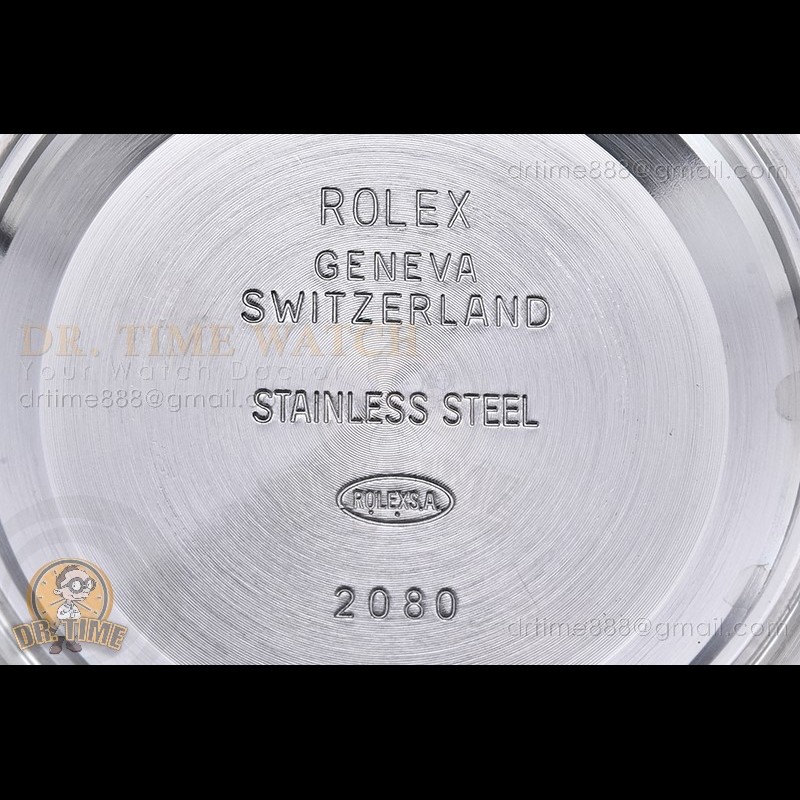 drtime888@gmail.com
ROLEX
GENEVA
SWITZERLAND
DR. TIME WATCH
Your Watch Doctor
drtime888@gmail.com
STAINLESS STEEL
ROLEX S.A.
2080
DR. TIME
drtime888@gmail.com